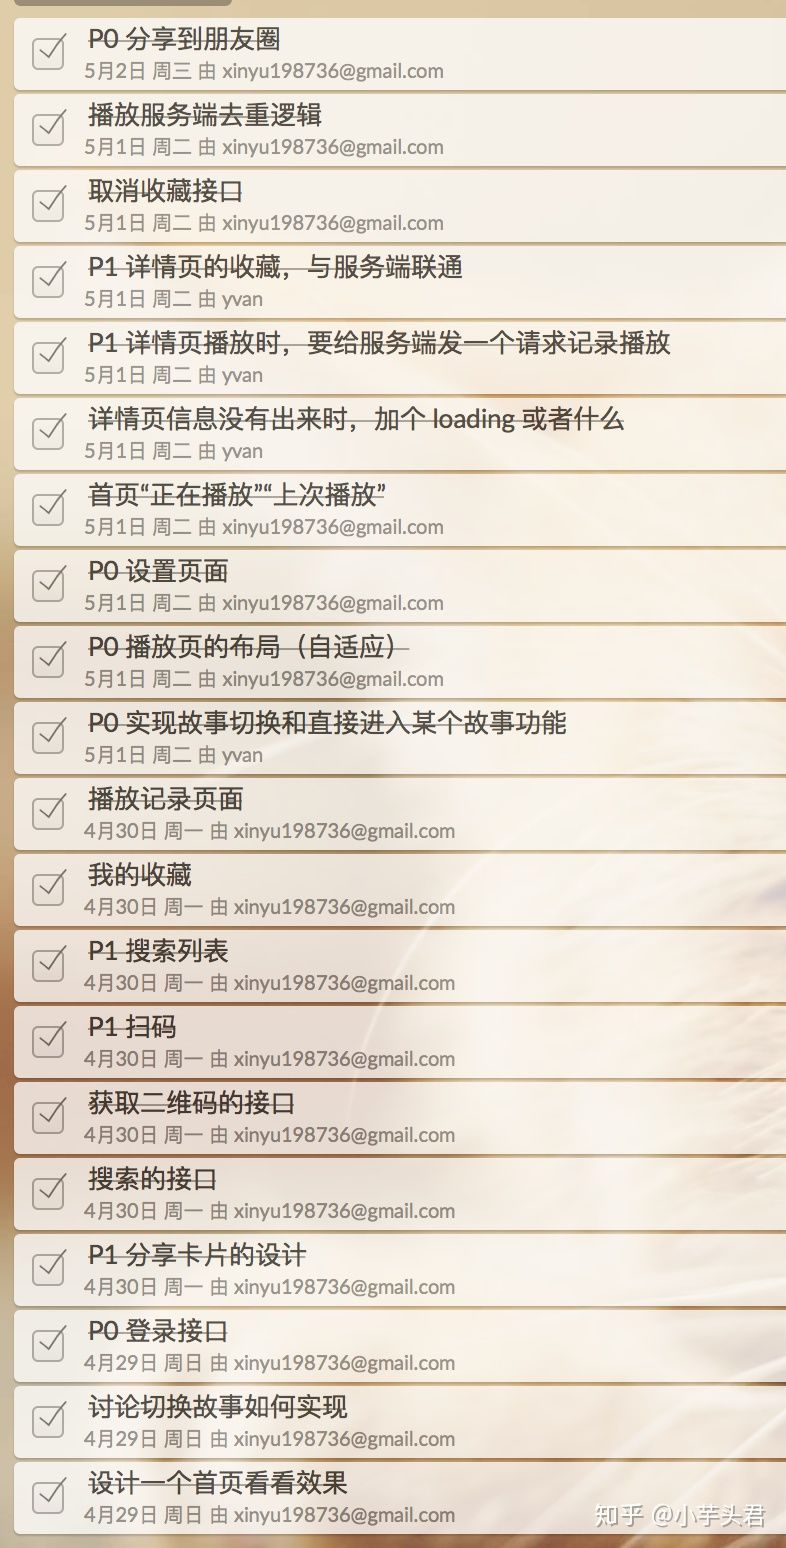 P0 分享到朋友圈
5月2日 周三 由 xinyu198736@gmail.com
播放服务端去重逻辑
5月1日 周二 由 xinyu198736@gmail.com
取消收藏接口
5月1日 周二 由 xinyu198736@gmail.com
P1 详情页的收藏，与服务端联通
5月1日 周二 由 yvan
P1 详情页播放时，要给服务端发一个请求记录播放
5月1日 周二 由 yvan
详情页信息没有出来时，加个 loading 或者什么
5月1日 周二 由 yvan
首页“正在播放”“上次播放”
5月1日 周二 由 xinyu198736@gmail.com
P0 设置页面
5月1日 周二 由 xinyu198736@gmail.com
P0 播放页的布局（自适应）
5月1日 周二 由 xinyu198736@gmail.com
P0 实现故事切换和直接进入某个故事功能
5月1日 周二 由 yvan
播放记录页面
4月30日 周一 由 xinyu198736@gmail.com
我的收藏
4月30日 周一 由 xinyu198736@gmail.com
P1 搜索列表
4月30日 周一 由 xinyu198736@gmail.com
P1 扫码
4月30日 周一 由 xinyu198736@gmail.com
获取二维码的接口
4月30日 周一 由 xinyu198736@gmail.com
搜索的接口
4月30日 周一 由 xinyu198736@gmail.com
P1 分享卡片的设计
4月30日 周一 由 xinyu198736@gmail.com
P0 登录接口
4月29日 周日 由 xinyu198736@gmail.com
讨论切换故事如何实现
4月29日 周日 由 xinyu198736@gmail.com
设计一个首页看看效果
4月29日 周日 由 xinyu198736@gmail.com
知乎 @小芋头君